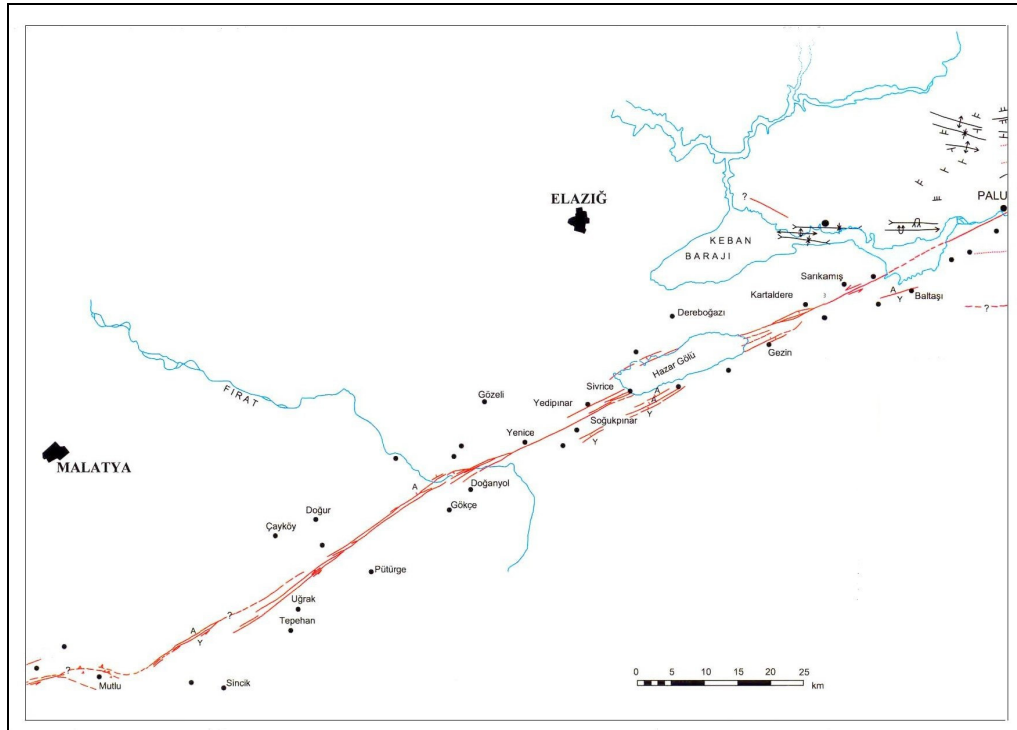 PALU
ELAZIĞ
?
KEBAN
BARAJI
Sarıkamış
A
Y
Baltaşı
Kartaldere
?
Dereboğazı
Gezin
Hazar Gölü
FIRAT
Sivrice
A
A
Y
Gözeli
Yedipınar
Soğukpınar
Yenice
Y
MALATYA
A
Doğanyol
Gökçe
Doğur
Çayköy
Pütürge
Uğrak
?
Tepehan
A
Y
?
Mutlu
Sincik
0 5 10 15 20 25
km